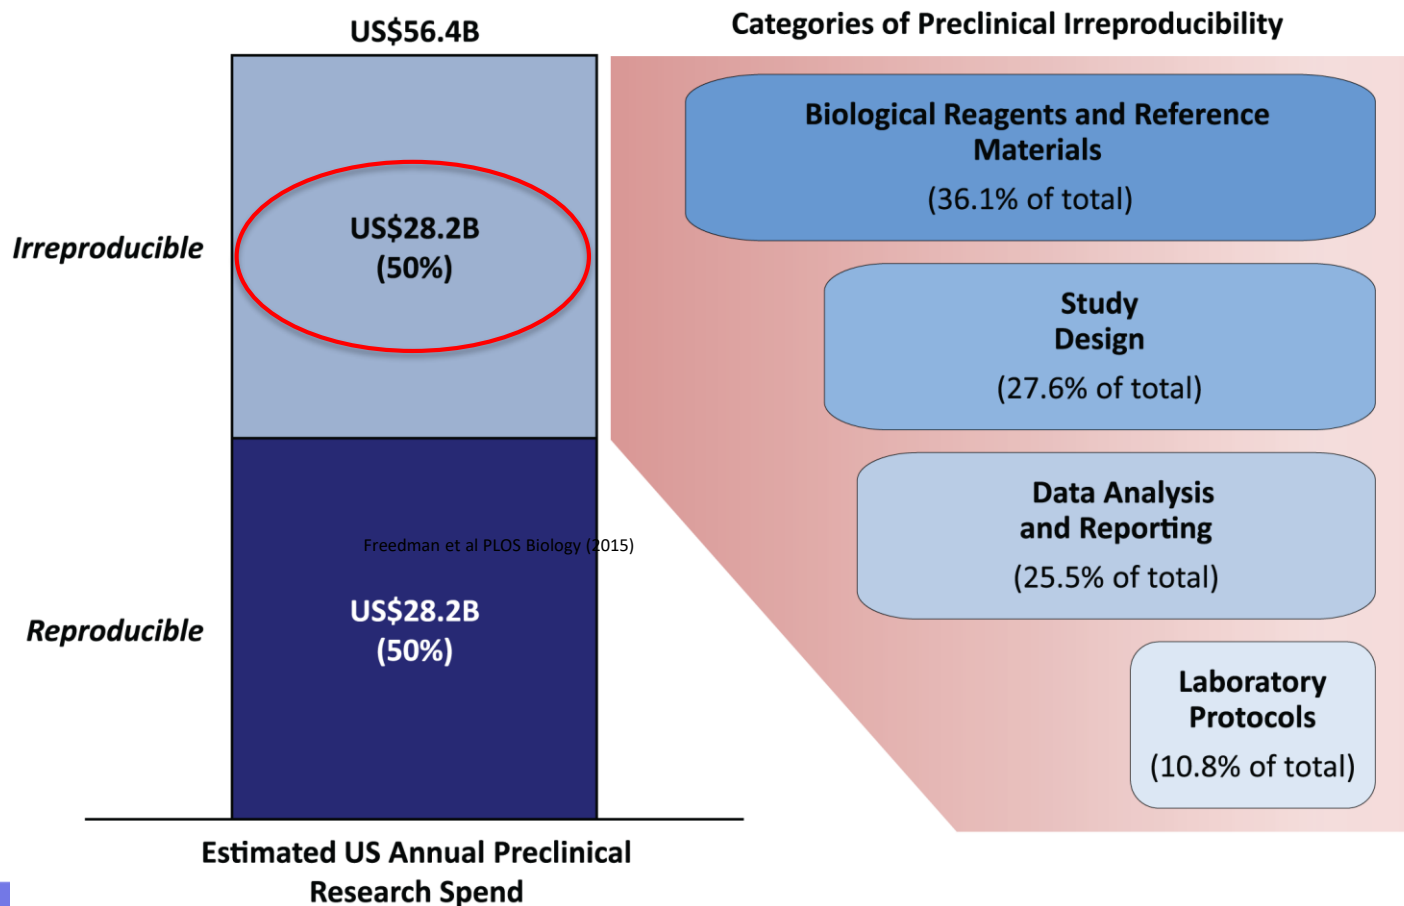 US$56.4B
Irreproducible
US$28.2B
(50%)
Freedman et al PLOS Biology (2015)
Reproducible
US$28.2B
(50%)
Estimated US Annual Preclinical
Research Spend
Categories of Preclinical Irreproducibility
Biological Reagents and Reference
Materials
(36.1% of total)
Study
Design
(27.6% of total)
Data Analysis
and Reporting
(25.5% of total)
Laboratory
Protocols
(10.8% of total)